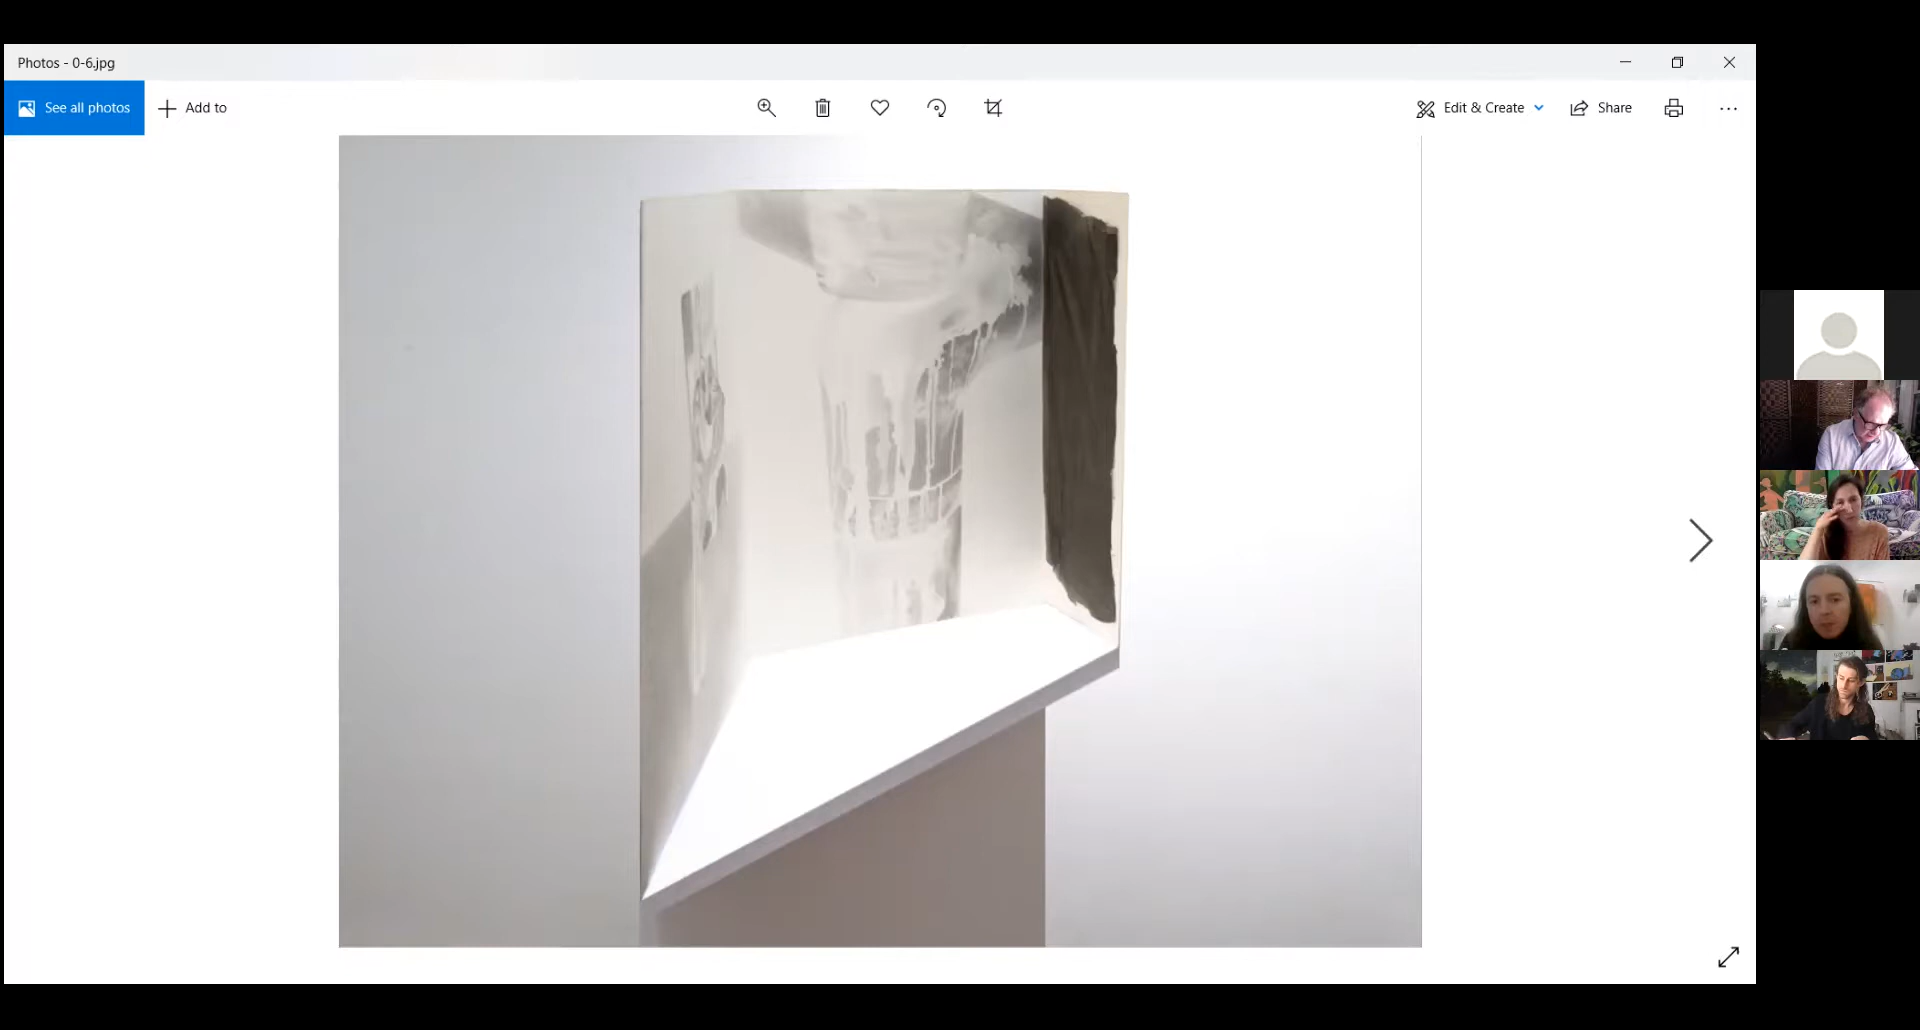 Photos - 0-6.jpg
See all photos
Add to
Edit & Create
Share